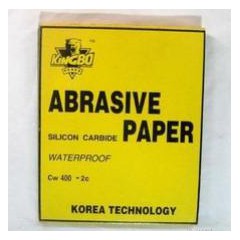 KINGBO
ABRASIVE
SILICON CARBIDE PAPER
WATERPROOF
Cw 400 - 2c
KOREA TECHNOLOGY